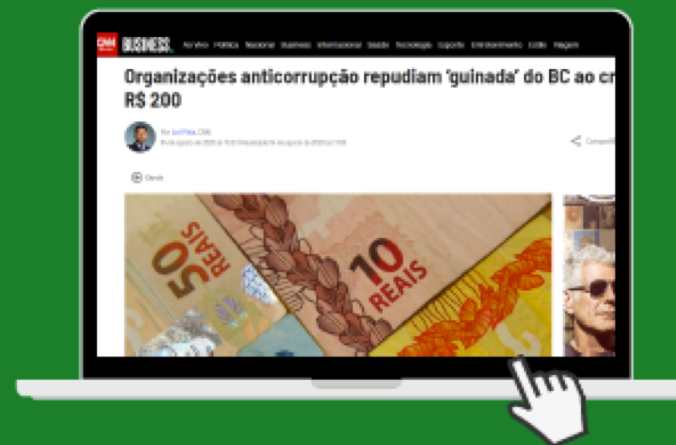 CNN BUSINESS Ao Vivo Política Nacional Business Internacional Saúde Tecnologia Esporte Entretenimento Estilo Viagem
Organizações anticorrupção repudiam ‘guinada’ do BC ao cr
R$ 200
CNN
50
REAIS
10
REAIS